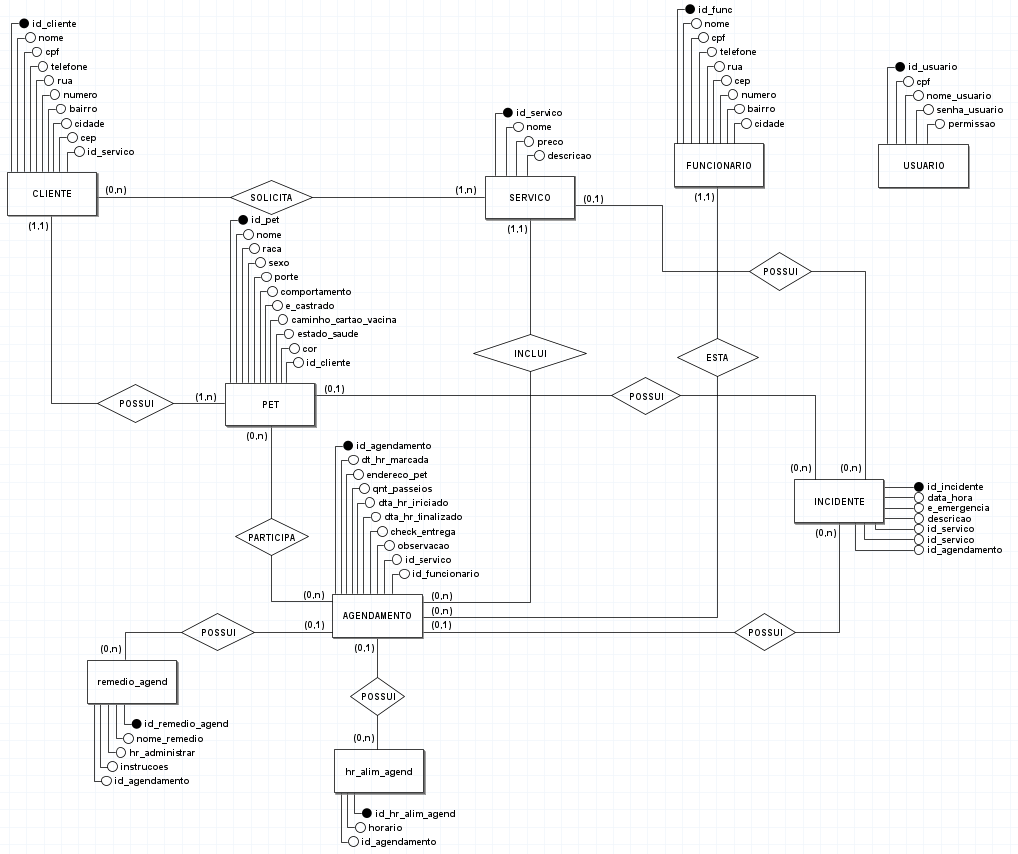 id_cliente
nome
cpf
telefone
rua
numero
bairro
cidade
cep
id_servico
CLIENTE
(0,n)
(1,1)
SOLICITA
(1,n)
id_servico
nome
preco
descricao
SERVICO
(0,1)
(1,1)
id_func
nome
cpf
telefone
rua
cep
numero
bairro
cidade
FUNCIONARIO
(1,1)
id_usuario
cpf
nome_usuario
senha_usuario
permissao
USUARIO
id_pet
nome
raca
sexo
porte
comportamento
e_castrado
caminho_cartao_vacina
estado_saude
cor
id_cliente
POSSUI
(1,n)
PET
(0,1)
(0,n)
INCLUI
ESTA
POSSUI
POSSUI
(0,n)
(0,n)
INCIDENTE
(0,n)
id_incidente
data_hora
e_emergencia
descricao
id_servico
id_servico
id_agendamento
PARTICIPA
id_agendamento
dt_hr_marcada
endereco_pet
qnt_passeios
dta_hr_iriciado
dta_hr_finalizado
check_entrega
observacao
id_servico
id_funcionario
(0,n)
AGENDAMENTO
(0,n)
(0,n)
(0,1)
POSSUI
(0,1)
POSSUI
(0,n)
remedio_agend
id_remedio_agend
nome_remedio
hr_administrar
instrucoes
id_agendamento
(0,1)
POSSUI
(0,n)
hr_alim_agend
id_hr_alim_agend
horario
id_agendamento